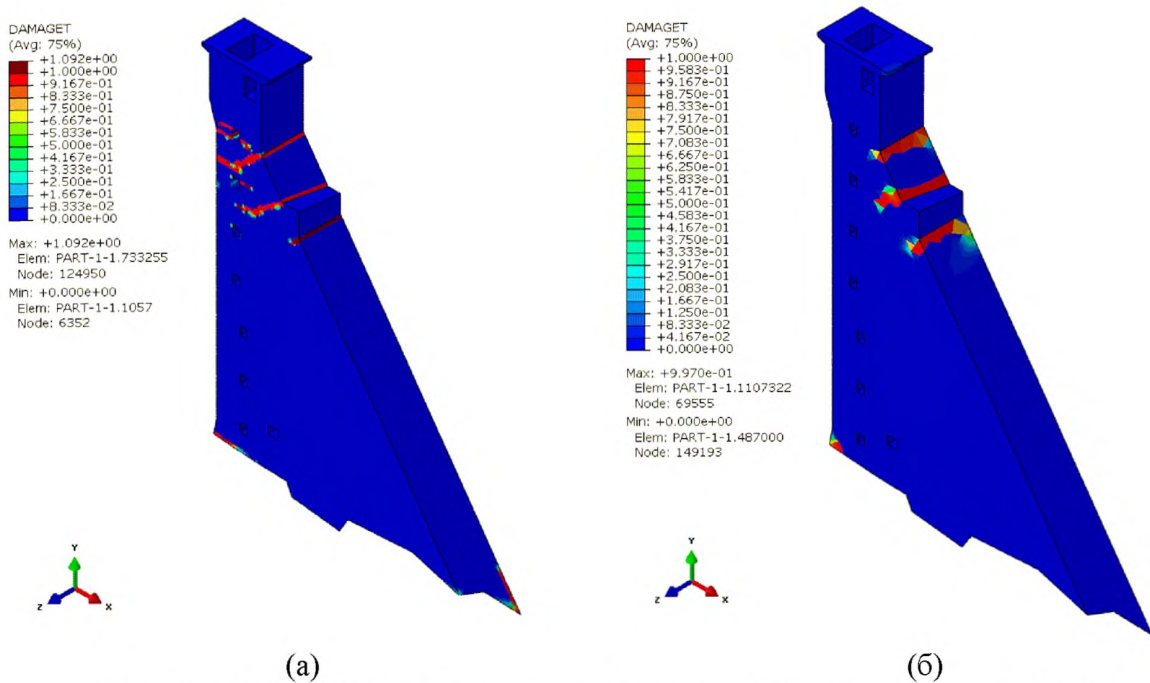 DAMAGET
(Avg: 75%)
+1.092e+00
+1.000e+00
+9.167e-01
+8.333e-01
+7.500e-01
+6.667e-01
+5.833e-01
+5.000e-01
+4.167e-01
+3.333e-01
+2.500e-01
+1.667e-01
+8.333e-02
+0.000e+00
Max: +1.092e+00
Elem: PART-1-1.733255
Node: 124950
Min: +0.000e+00
Elem: PART-1-1.1057
Node: 6352
Y
Z
X
(а)
DAMAGET
(Avg: 75%)
+1.000e+00
+9.583e-01
+9.167e-01
+8.750e-01
+8.333e-01
+7.917e-01
+7.500e-01
+7.083e-01
+6.667e-01
+6.250e-01
+5.833e-01
+5.417e-01
+5.000e-01
+4.583e-01
+4.167e-01
+3.750e-01
+3.333e-01
+2.917e-01
+2.500e-01
+2.083e-01
+1.667e-01
+1.250e-01
+8.333e-02
+4.167e-02
+0.000e+00
Max: +9.970e-01
Elem: PART-1-1.1107322
Node: 69555
Min: +0.000e+00
Elem: PART-1-1.487000
Node: 149193
Y
Z
X
(б)